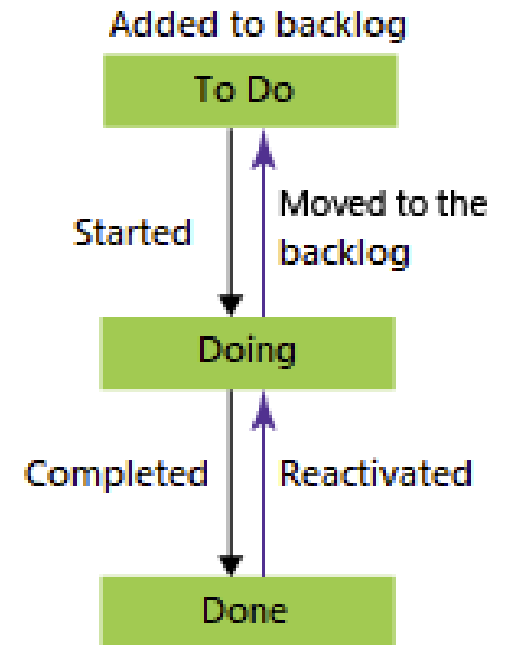 Added to backlog
To Do
Started
Moved to the
backlog
Doing
Completed
Reactivated
Done